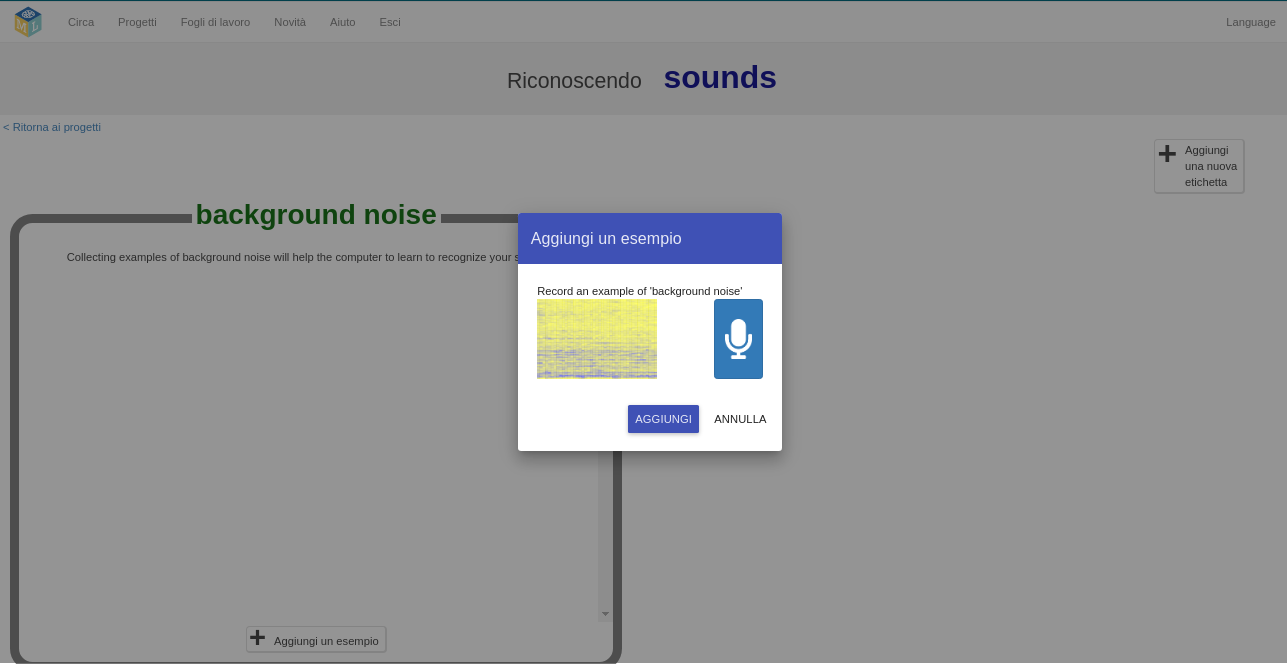 Circa Progetti Fogli di lavoro Novità Aiuto Esci Language
Riconoscendo sounds
< Ritorna ai progetti
Aggiungi
una nuova
etichetta
background noise
Collecting examples of background noise will help the computer to learn to recognize your s
Aggiungi un esempio
Record an example of 'background noise'
AGGIUNGI ANNULLA
Aggiungi un esempio